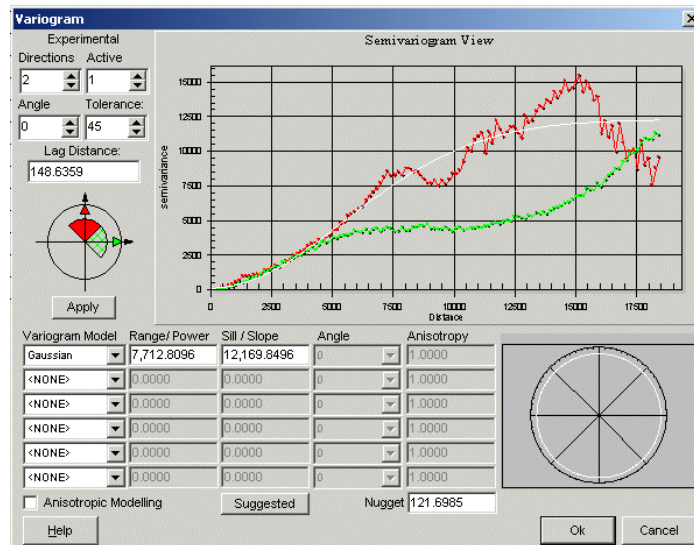 Variogram
Experimental
Directions Active
2 1
Angle Tolerance:
0 45
Lag Distance:
148.6359
Apply
Semivariogram View
semivariance
15000
12500
10000
7500
5000
2500
0
0 2500 5000 7500 10000 12500 15000 17500
Distance
Variogram Model Range/ Power Sill / Slope Angle Anisotropy
Gaussian 7,712.8096 12,169.8496 0 1.0000
<NONE> 0.0000 0.0000 0 1.0000
<NONE> 0.0000 0.0000 0 1.0000
<NONE> 0.0000 0.0000 0 1.0000
<NONE> 0.0000 0.0000 0 1.0000
<NONE> 0.0000 0.0000 0 1.0000
Anisotropic Modelling Suggested Nugget 121.6985
Help Ok Cancel